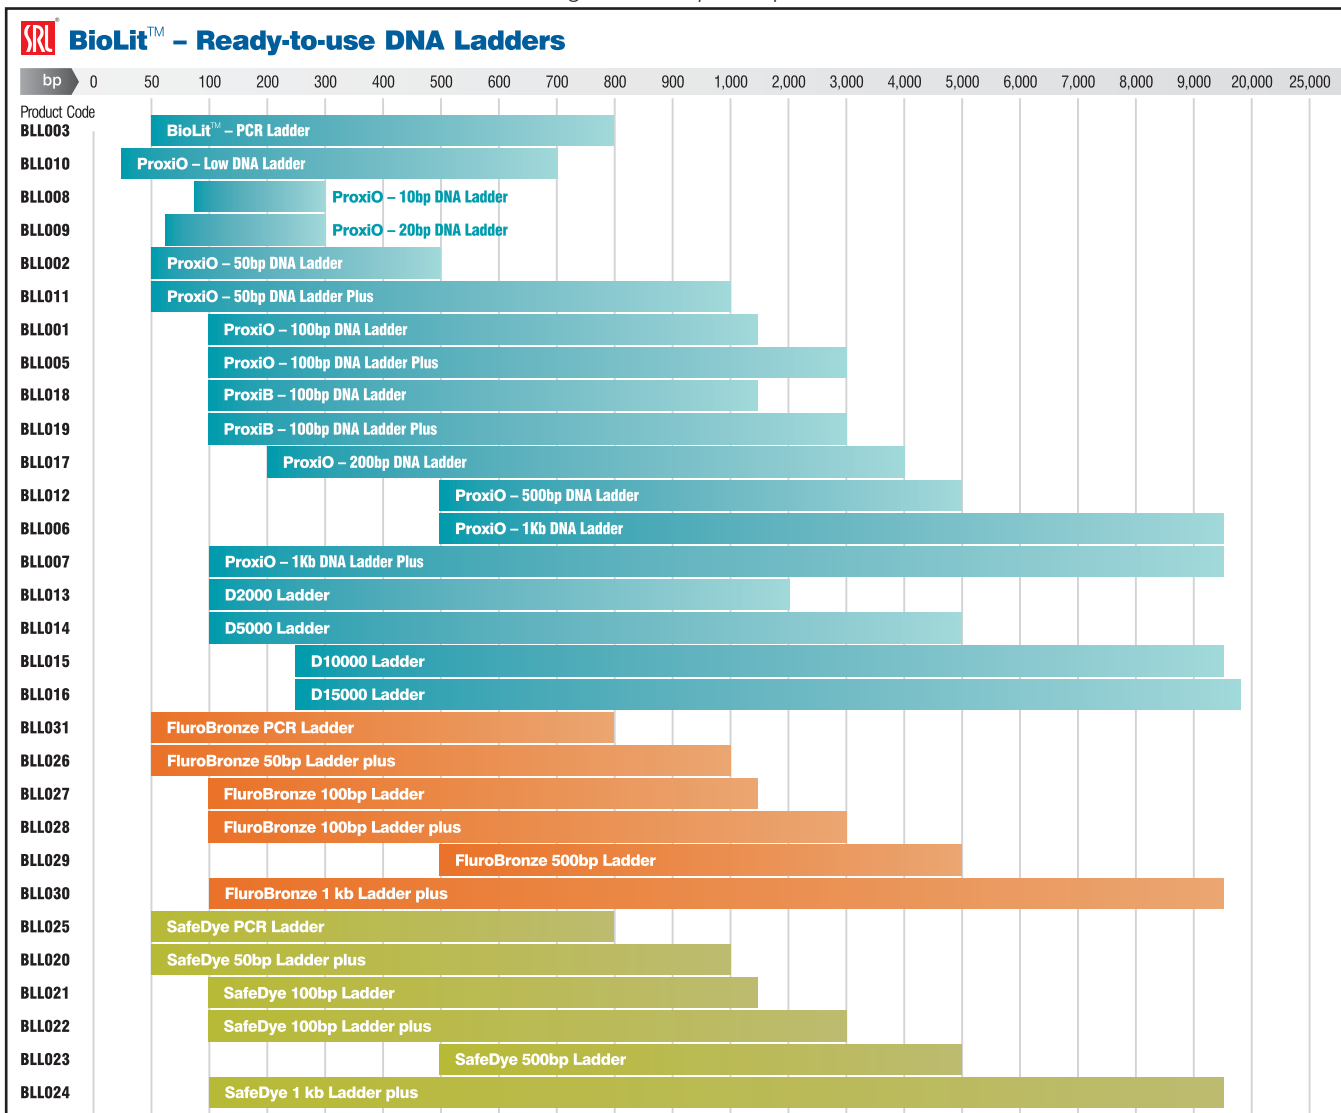 SRL®
BioLit™ – Ready-to-use DNA Ladders
bp 0 50 100 200 300 400 500 600 700 800 900 1,000 2,000 3,000 4,000 5,000 6,000 7,000 8,000 9,000 20,000 25,000
Product Code
BLL003 BioLit™ – PCR Ladder
BLL010 ProxiO – Low DNA Ladder
BLL008 ProxiO – 10bp DNA Ladder
BLL009 ProxiO – 20bp DNA Ladder
BLL002 ProxiO – 50bp DNA Ladder
BLL011 ProxiO – 50bp DNA Ladder Plus
BLL001 ProxiO – 100bp DNA Ladder
BLL005 ProxiO – 100bp DNA Ladder Plus
BLL018 ProxiB – 100bp DNA Ladder
BLL019 ProxiB – 100bp DNA Ladder Plus
BLL017 ProxiO – 200bp DNA Ladder
BLL012 ProxiO – 500bp DNA Ladder
BLL006 ProxiO – 1Kb DNA Ladder
BLL007 ProxiO – 1Kb DNA Ladder Plus
BLL013 D2000 Ladder
BLL014 D5000 Ladder
BLL015 D10000 Ladder
BLL016 D15000 Ladder
BLL031 FluroBronze PCR Ladder
BLL026 FluroBronze 50bp Ladder plus
BLL027 FluroBronze 100bp Ladder
BLL028 FluroBronze 100bp Ladder plus
BLL029 FluroBronze 500bp Ladder
BLL030 FluroBronze 1 kb Ladder plus
BLL025 SafeDye PCR Ladder
BLL020 SafeDye 50bp Ladder plus
BLL021 SafeDye 100bp Ladder
BLL022 SafeDye 100bp Ladder plus
BLL023 SafeDye 500bp Ladder
BLL024 SafeDye 1 kb Ladder plus